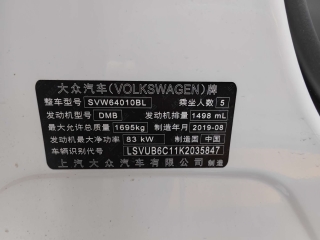 大众汽车(VOLKSWAGEN)牌
整车型号 SVW64010BL 乘坐人数 5
发动机型号 DMB 发动机排量 1498 mL
最大允许总质量 1695kg 制造年月 2019-08
发动机最大净功率 83 kW 制造国 中国
车辆识别代号 LSVUB6C11K2035847
上汽大众汽车有限公司 制造